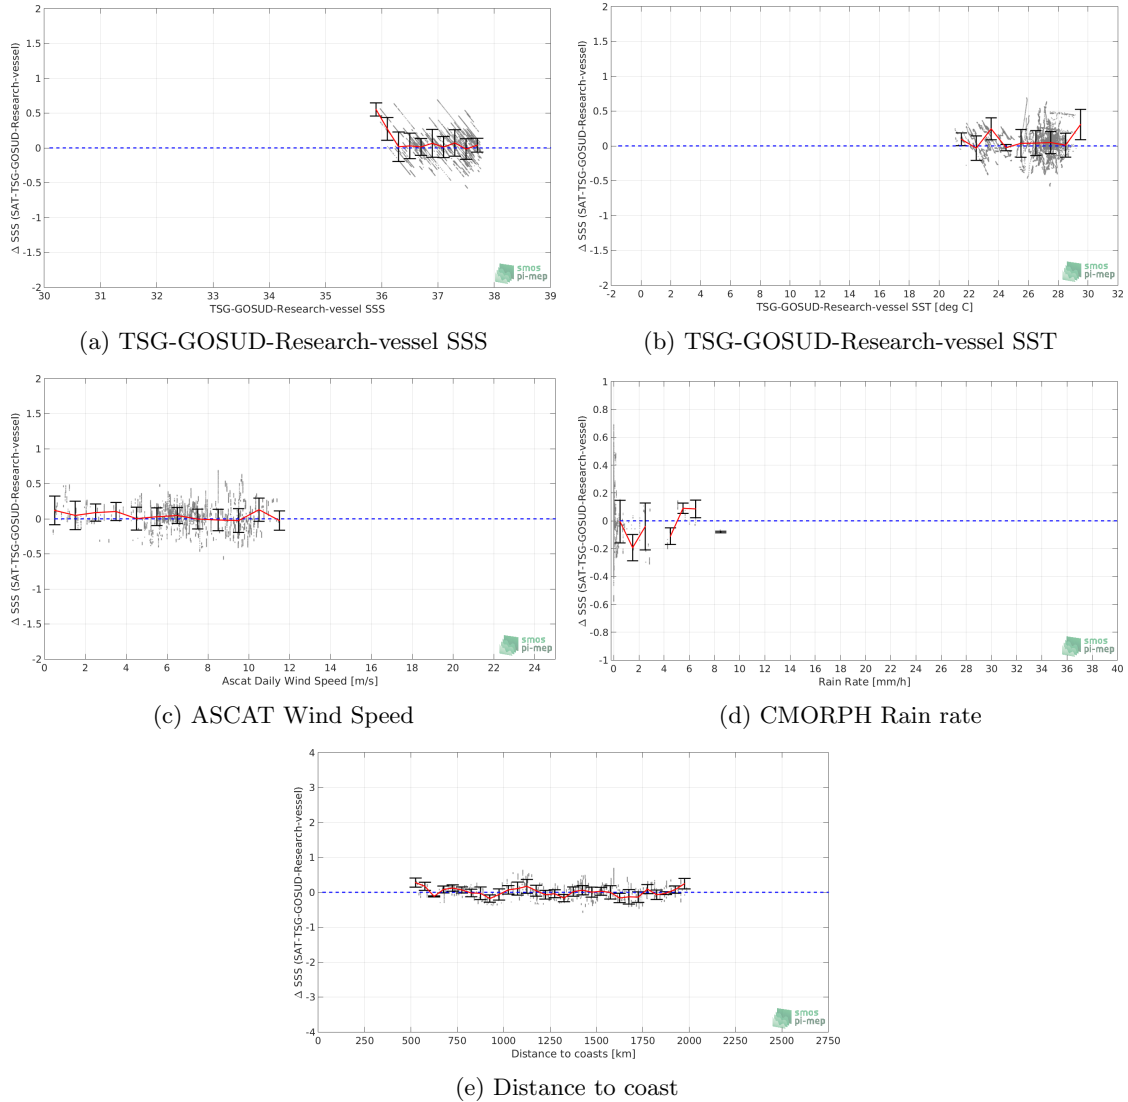 Δ SSS (SAT-TSG-GOSUD-Research-vessel)
2
1.5
1
0.5
0
-0.5
-1
-1.5
-2
30 31 32 33 34 35 36 37 38 39
TSG-GOSUD-Research-vessel SSS
smos
pi-mep
(a) TSG-GOSUD-Research-vessel SSS
Δ SSS (SAT-TSG-GOSUD-Research-vessel)
2
1.5
1
0.5
0
-0.5
-1
-1.5
-2
-2 0 2 4 6 8 10 12 14 16 18 20 22 24 26 28 30 32
TSG-GOSUD-Research-vessel SST [deg C]
smos
pi-mep
(b) TSG-GOSUD-Research-vessel SST
Δ SSS (SAT-TSG-GOSUD-Research-vessel)
2
1.5
1
0.5
0
-0.5
-1
-1.5
-2
0 2 4 6 8 10 12 14 16 18 20 22 24
Ascat Daily Wind Speed [m/s]
smos
pi-mep
(c) ASCAT Wind Speed
Δ SSS (SAT-TSG-GOSUD-Research-vessel)
1
0.8
0.6
0.4
0.2
0
-0.2
-0.4
-0.6
-0.8
-1
0 2 4 6 8 10 12 14 16 18 20 22 24 26 28 30 32 34 36 38 40
Rain Rate [mm/h]
smos
pi-mep
(d) CMORPH Rain rate
Δ SSS (SAT-TSG-GOSUD-Research-vessel)
4
3
2
1
0
-1
-2
-3
-4
0 250 500 750 1000 1250 1500 1750 2000 2250 2500 2750
Distance to coasts [km]
smos
pi-mep
(e) Distance to coast